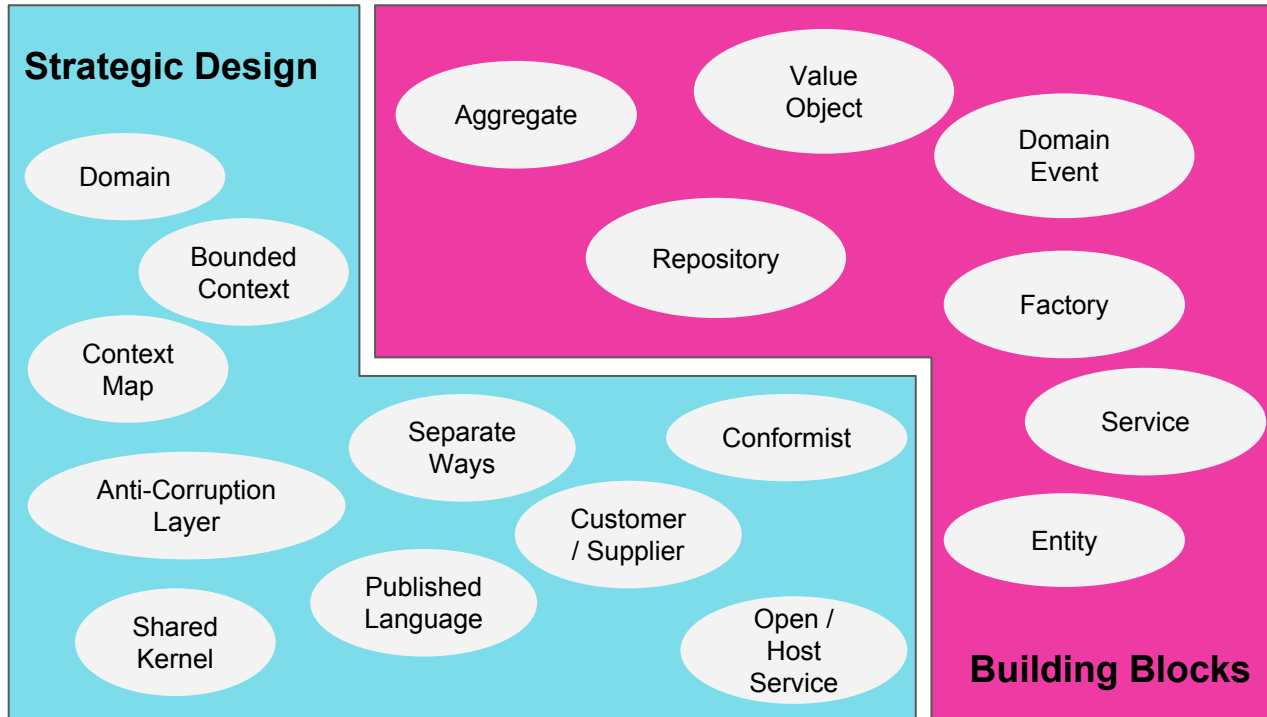 Strategic Design
Domain
Bounded
Context
Context
Map
Anti-Corruption
Layer
Shared
Kernel
Separate
Ways
Published
Language
Customer
/ Supplier
Conformist
Open /
Host
Service
Aggregate
Value
Object
Domain
Event
Repository
Factory
Service
Entity
Building Blocks